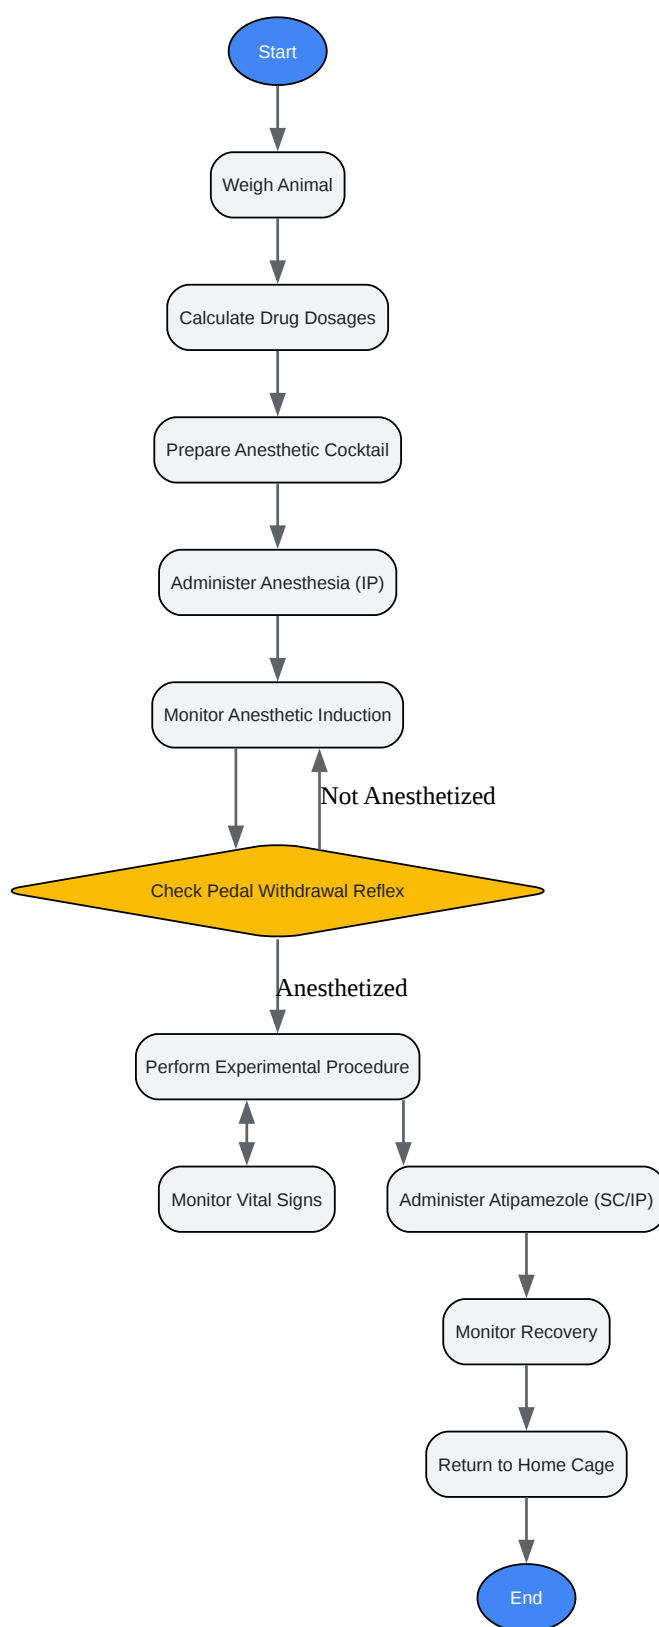 Start
Weigh Animal
Calculate Drug Dosages
Prepare Anesthetic Cocktail
Administer Anesthesia (IP)
Monitor Anesthetic Induction
Not Anesthetized
Check Pedal Withdrawal Reflex
Anesthetized
Perform Experimental Procedure
Monitor Vital Signs
Administer Atipamezole (SC/IP)
Monitor Recovery
Return to Home Cage
End